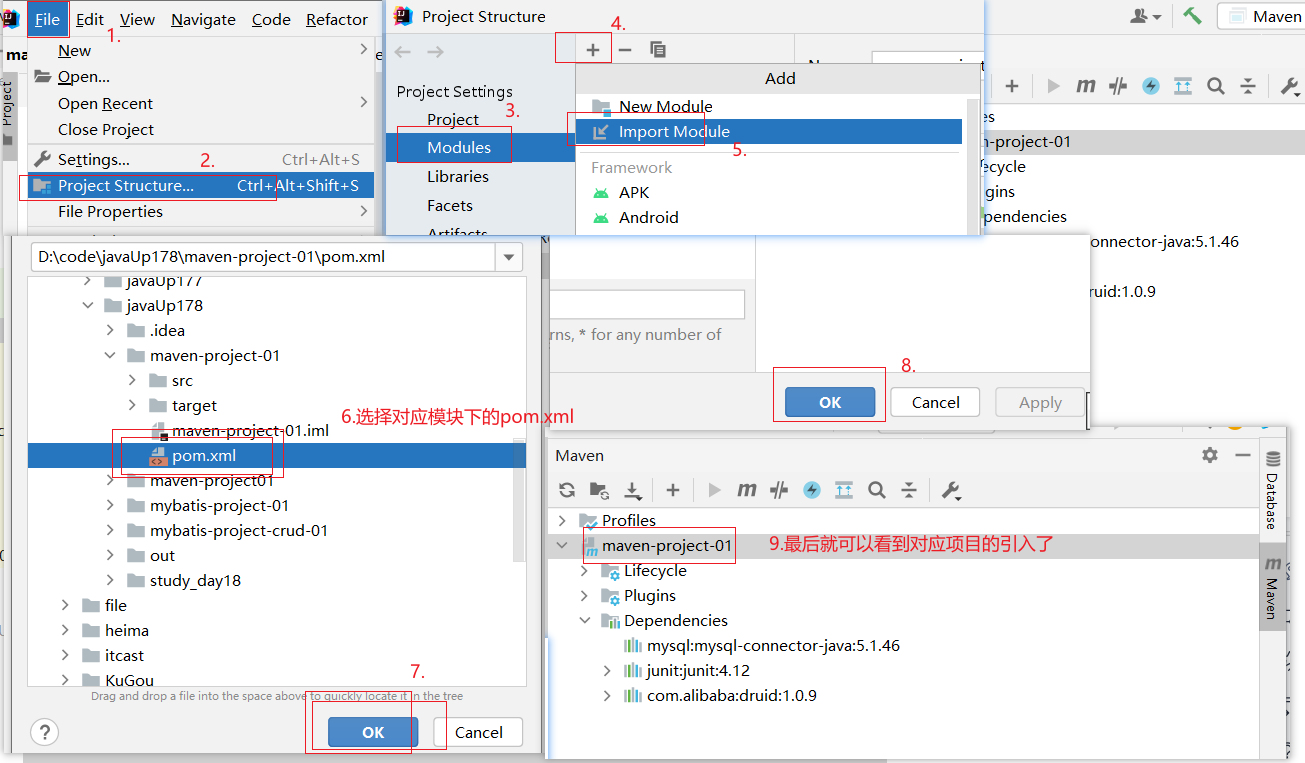 File Edit View Navigate Code Refactor
1.
New
Open...
Open Recent
Close Project
2.
Settings... Ctrl+Alt+S
Project Structure... Ctrl+Alt+Shift+S
File Properties
Project
Project Structure
4.
Add
Project Settings
3.
Project
Modules
Libraries
Facets
Artifacts
New Module
Import Module
5.
Framework
APK
Android
Maven
n-project-01
ecycle
gins
pendencies
onnector-java:5.1.46
ruid:1.0.9
D:\code\javaUp178\maven-project-01\pom.xml
javaUp177
javaUp178
.idea
maven-project-01
src
target
6.选择对应模块下的pom.xml
maven-project-01.iml
pom.xml
maven-project01
mybatis-project-01
mybatis-project-crud-01
out
study_day18
file
heima
itcast
KuGou
7.
Drag and drop a file into the space above to quickly locate it in the tree
? OK Cancel
rns, * for any number of
8.
OK Cancel Apply
Maven
Profiles
maven-project-01
9.最后就可以看到对应项目的引入了
Lifecycle
Plugins
Dependencies
mysql:mysql-connector-java:5.1.46
junit:junit:4.12
com.alibaba:druid:1.0.9
Database
m Maven